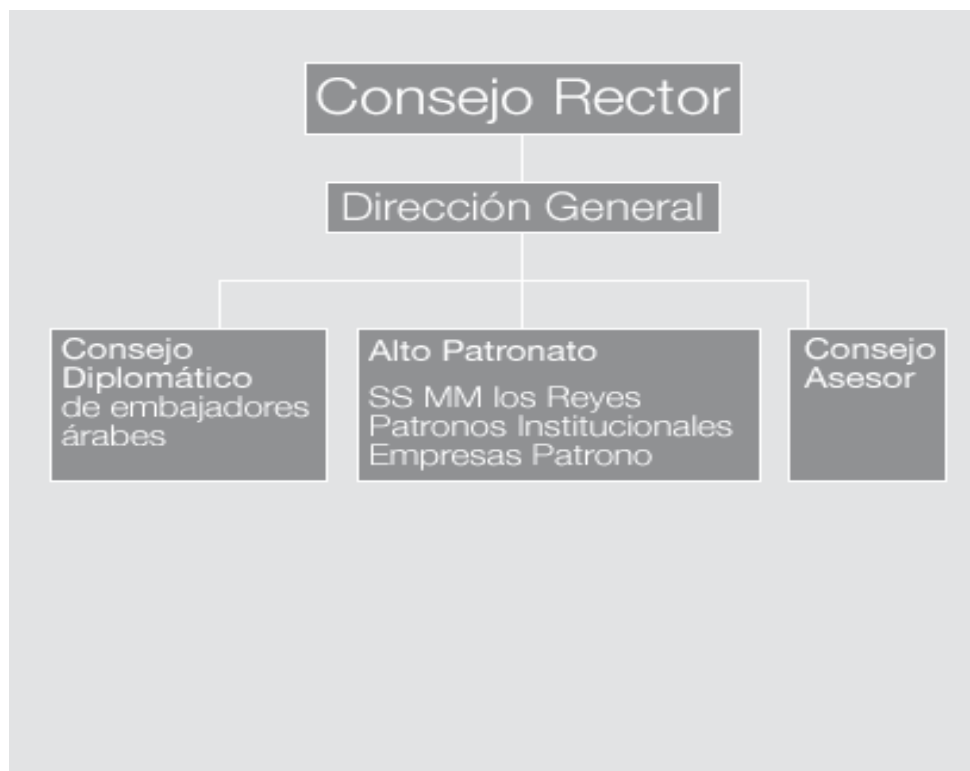 Consejo Rector
Dirección General
Consejo
Diplomático
de embajadores
árabes
Alto Patronato
SS MM los Reyes
Patronos Institucionales
Empresas Patrono
Consejo
Asesor